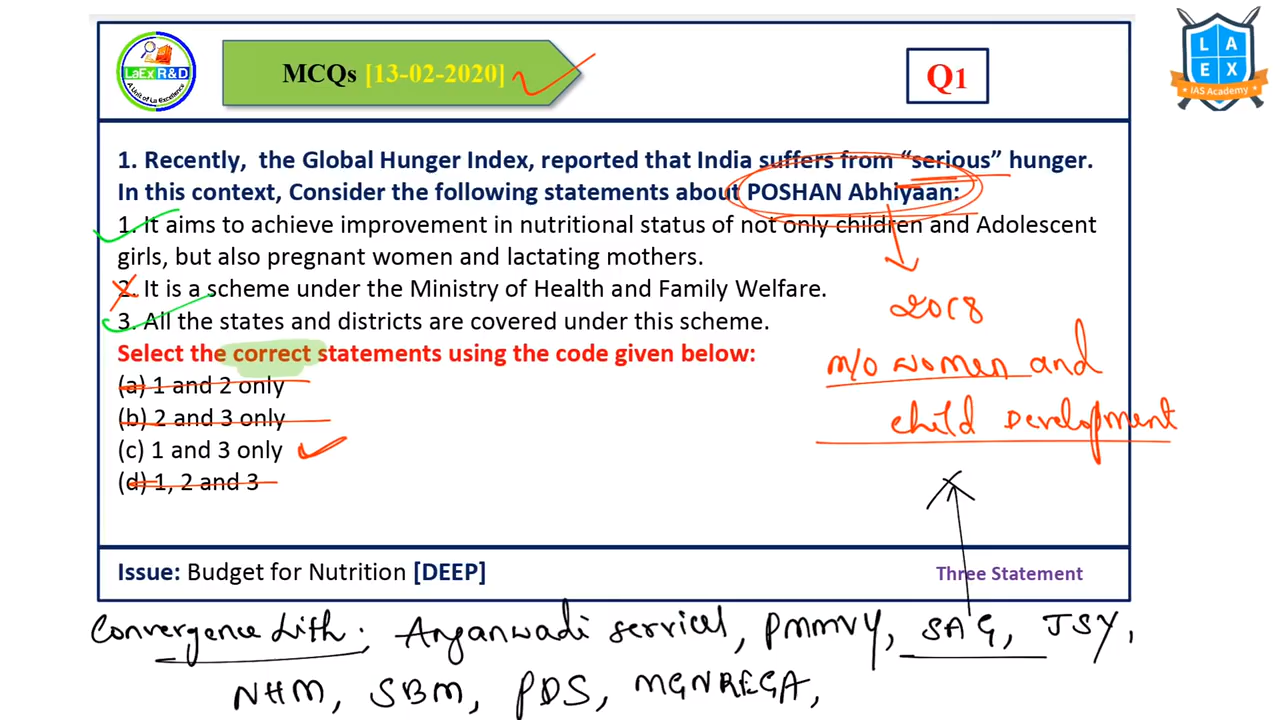 LaEx R&D
A Unit of La Excellence
MCQs [13-02-2020]
Q1
L A
E X
IAS Academy
1. Recently, the Global Hunger Index, reported that India suffers from “serious” hunger.
In this context, Consider the following statements about POSHAN Abhiyaan:
1. It aims to achieve improvement in nutritional status of not only children and Adolescent
girls, but also pregnant women and lactating mothers.
2. It is a scheme under the Ministry of Health and Family Welfare.
3. All the states and districts are covered under this scheme.
Select the correct statements using the code given below:
(a) 1 and 2 only
(b) 2 and 3 only
(c) 1 and 3 only
(d) 1, 2 and 3
2018
m/o women and
child Development
Issue: Budget for Nutrition [DEEP]
Three Statement
Convergence with: Anganwadi services, PMMVY, SAG, JSY,
NHM, SBM, PDS, MGNREGA,